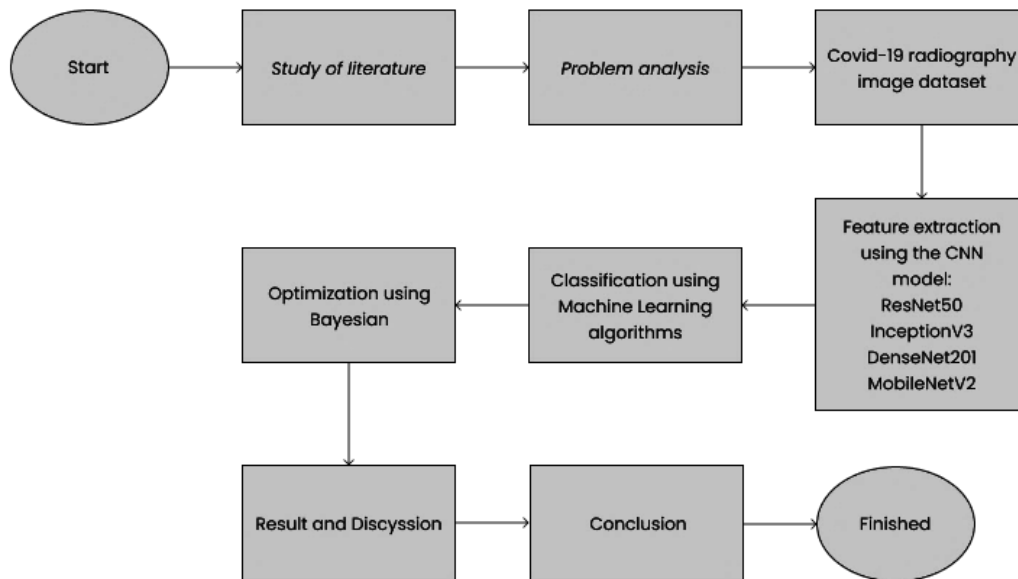 Start
Study of literature
Problem analysis
Covid-19 radiography
image dataset
Feature extraction
using the CNN
model:
ResNet50
InceptionV3
DenseNet201
MobileNetV2
Classification using
Machine Learning
algorithms
Optimization using
Bayesian
Result and Discyssion
Conclusion
Finished